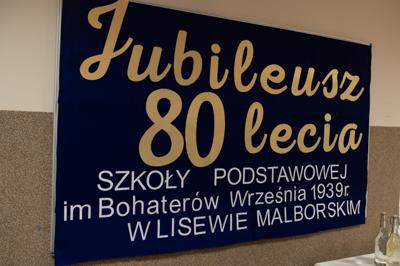 Jubileusz
80 lecia
SZKOŁY PODSTAWOWEJ
im Bohaterów Września 1939r.
W LISEWIE MALBORSKIM